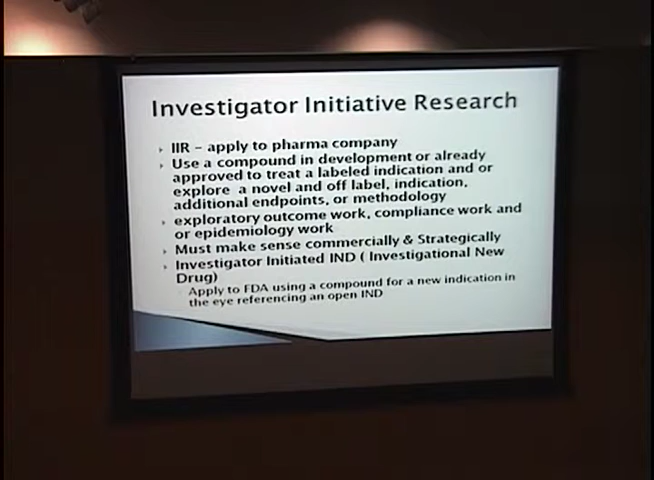 Investigator Initiative Research
IIR – apply to pharma company
Use a compound in development or already
approved to treat a labeled indication and or
explore a novel and off label, indication,
additional endpoints, or methodology
exploratory outcome work, compliance work and
or epidemiology work
Must make sense commercially & Strategically
Investigator Initiated IND ( Investigational New
Drug)
Apply to FDA using a compound for a new indication in
the eye referencing an open IND